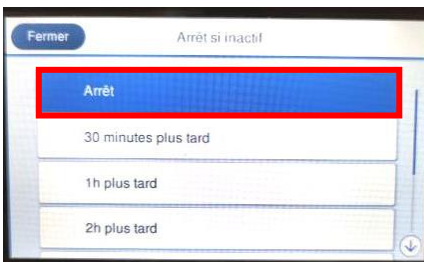 Fermer
Arrêt si inactif
Arrêt
30 minutes plus tard
1h plus tard
2h plus tard